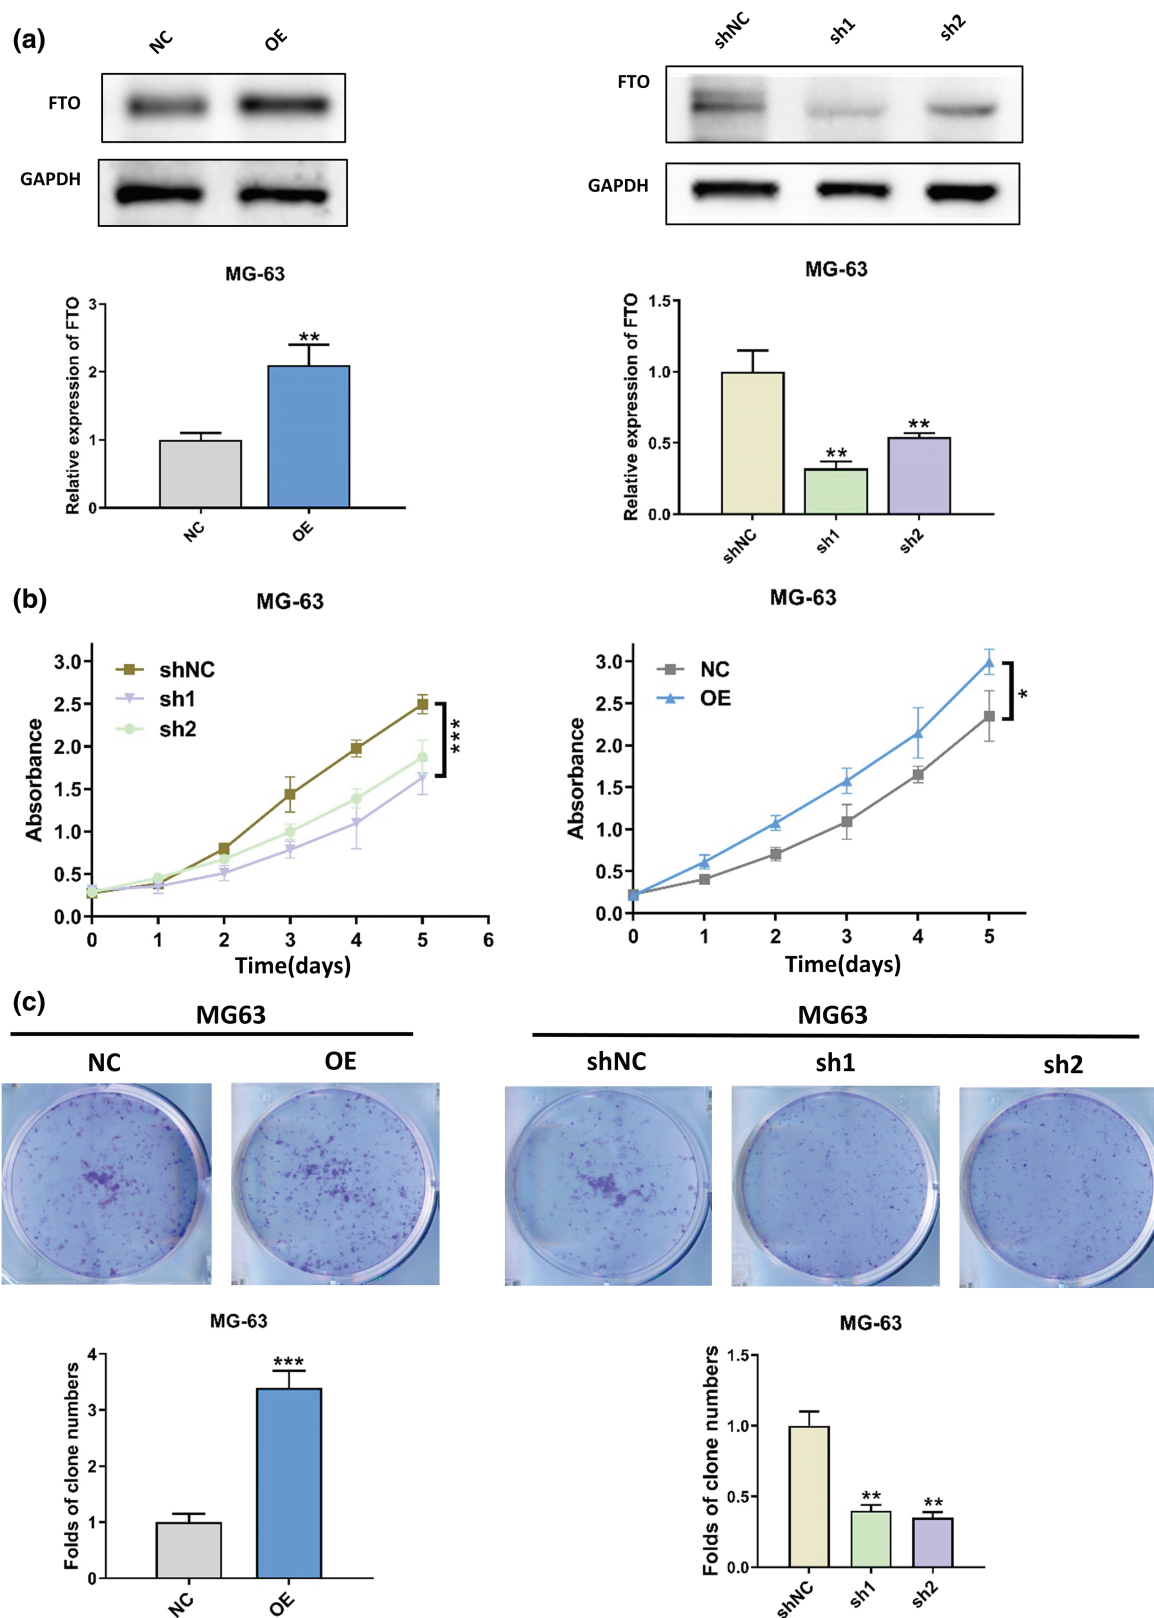 (a)
NC OE
FTO
GAPDH
shNC sh1 sh2
FTO
GAPDH
MG-63
Relative expression of FTO
3
2
1
0
**
NC OE
MG-63
Relative expression of FTO
1.5
1.0
0.5
0.0
** **
shNC sh1 sh2
(b)
MG-63
Absorbance
3.0
2.5
2.0
1.5
1.0
0.5
0.0
shNC
sh1
sh2
***
0 1 2 3 4 5 6
Time(days)
MG-63
Absorbance
3.0
2.5
2.0
1.5
1.0
0.5
0.0
NC
OE
*
0 1 2 3 4 5
Time(days)
(c)
MG63
NC OE
MG63
shNC sh1 sh2
MG-63
Folds of clone numbers
4
3
2
1
0
***
NC OE
MG-63
Folds of clone numbers
1.5
1.0
0.5
0.0
** **
shNC sh1 sh2